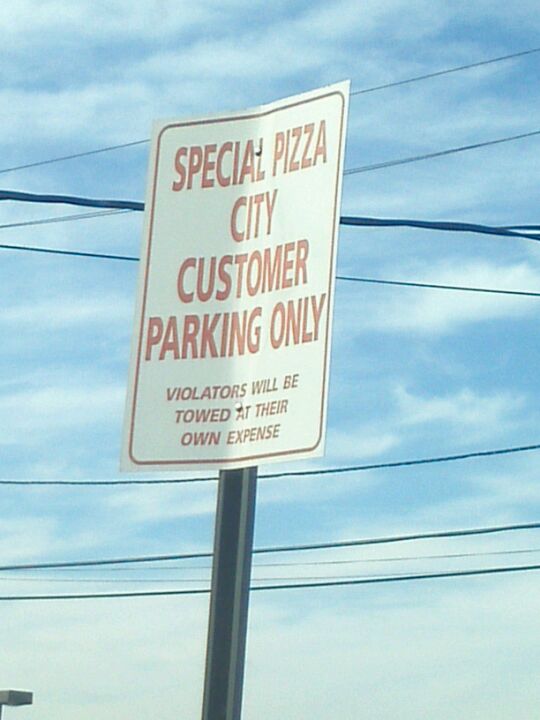 SPECIAL PIZZA
CITY
CUSTOMER
PARKING ONLY
VIOLATORS WILL BE
TOWED AT THEIR
OWN EXPENSE